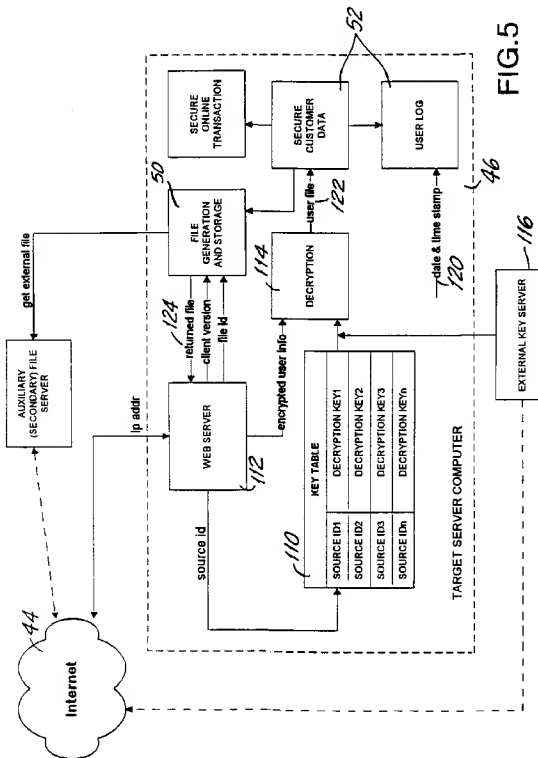 44
Internet
AUXILIARY
(SECONDARY) FILE
SERVER
get external file
Ip addr
50
FILE
GENERATION
AND STORAGE
SECURE
ONLINE
TRANSACTION
124
returned file
client version
file id
WEB SERVER
112
source id
encrypted user info
114
DECRYPTION
user file
122
SECURE
CUSTOMER
DATA
52
USER LOG
date & time stamp
120
110
KEY TABLE
SOURCE ID1 DECRYPTION KEY1
SOURCE ID2 DECRYPTION KEY2
SOURCE ID3 DECRYPTION KEY3
SOURCE IDn DECRYPTION KEYn
TARGET SERVER COMPUTER
46
116
EXTERNAL KEY SERVER
FIG.5